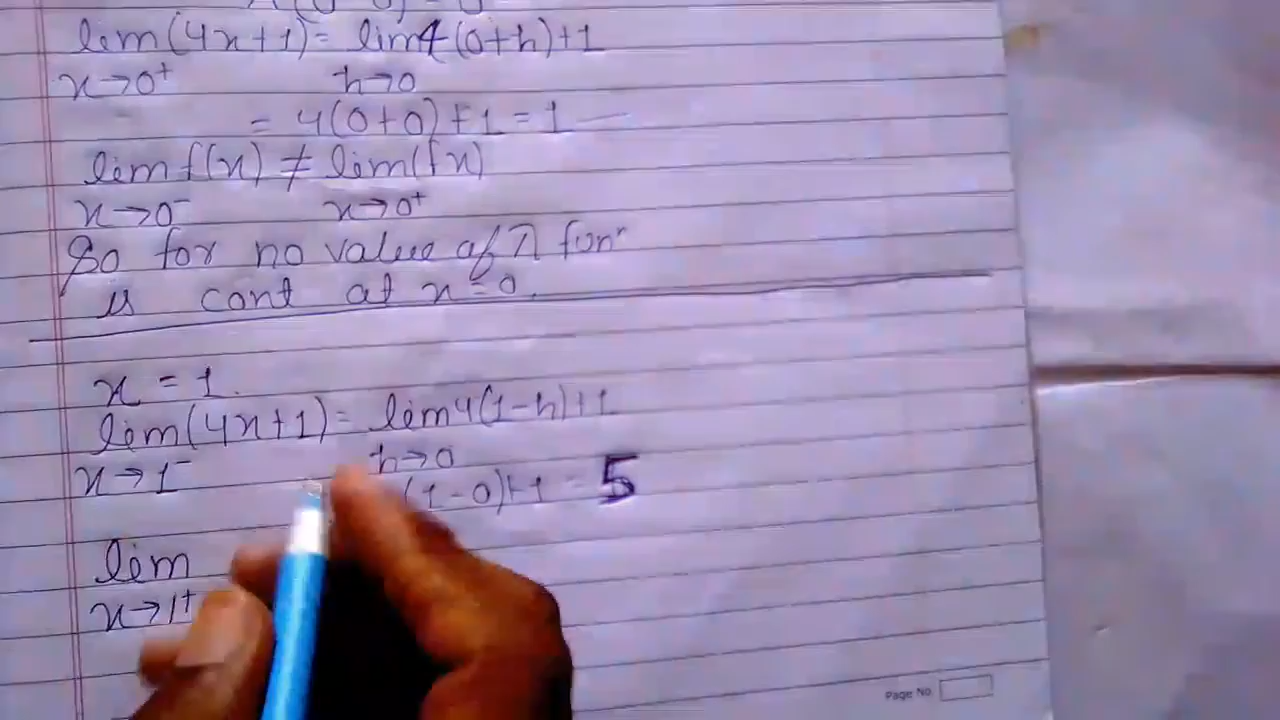 lim(4x+1) = lim4(0+h)+1
x→0⁺ h→0
= 4(0+0)+1 = 1
lim f(x) ≠ lim(fx)
x→0⁻ x→0⁺
So for no value of λ funⁿ
is cont at x=0.
x = 1.
lim(4x+1) = lim4(1-h)+1
x→1⁻ h→0
(1-0)+1 = 5
lim
x→1⁺
Page No.